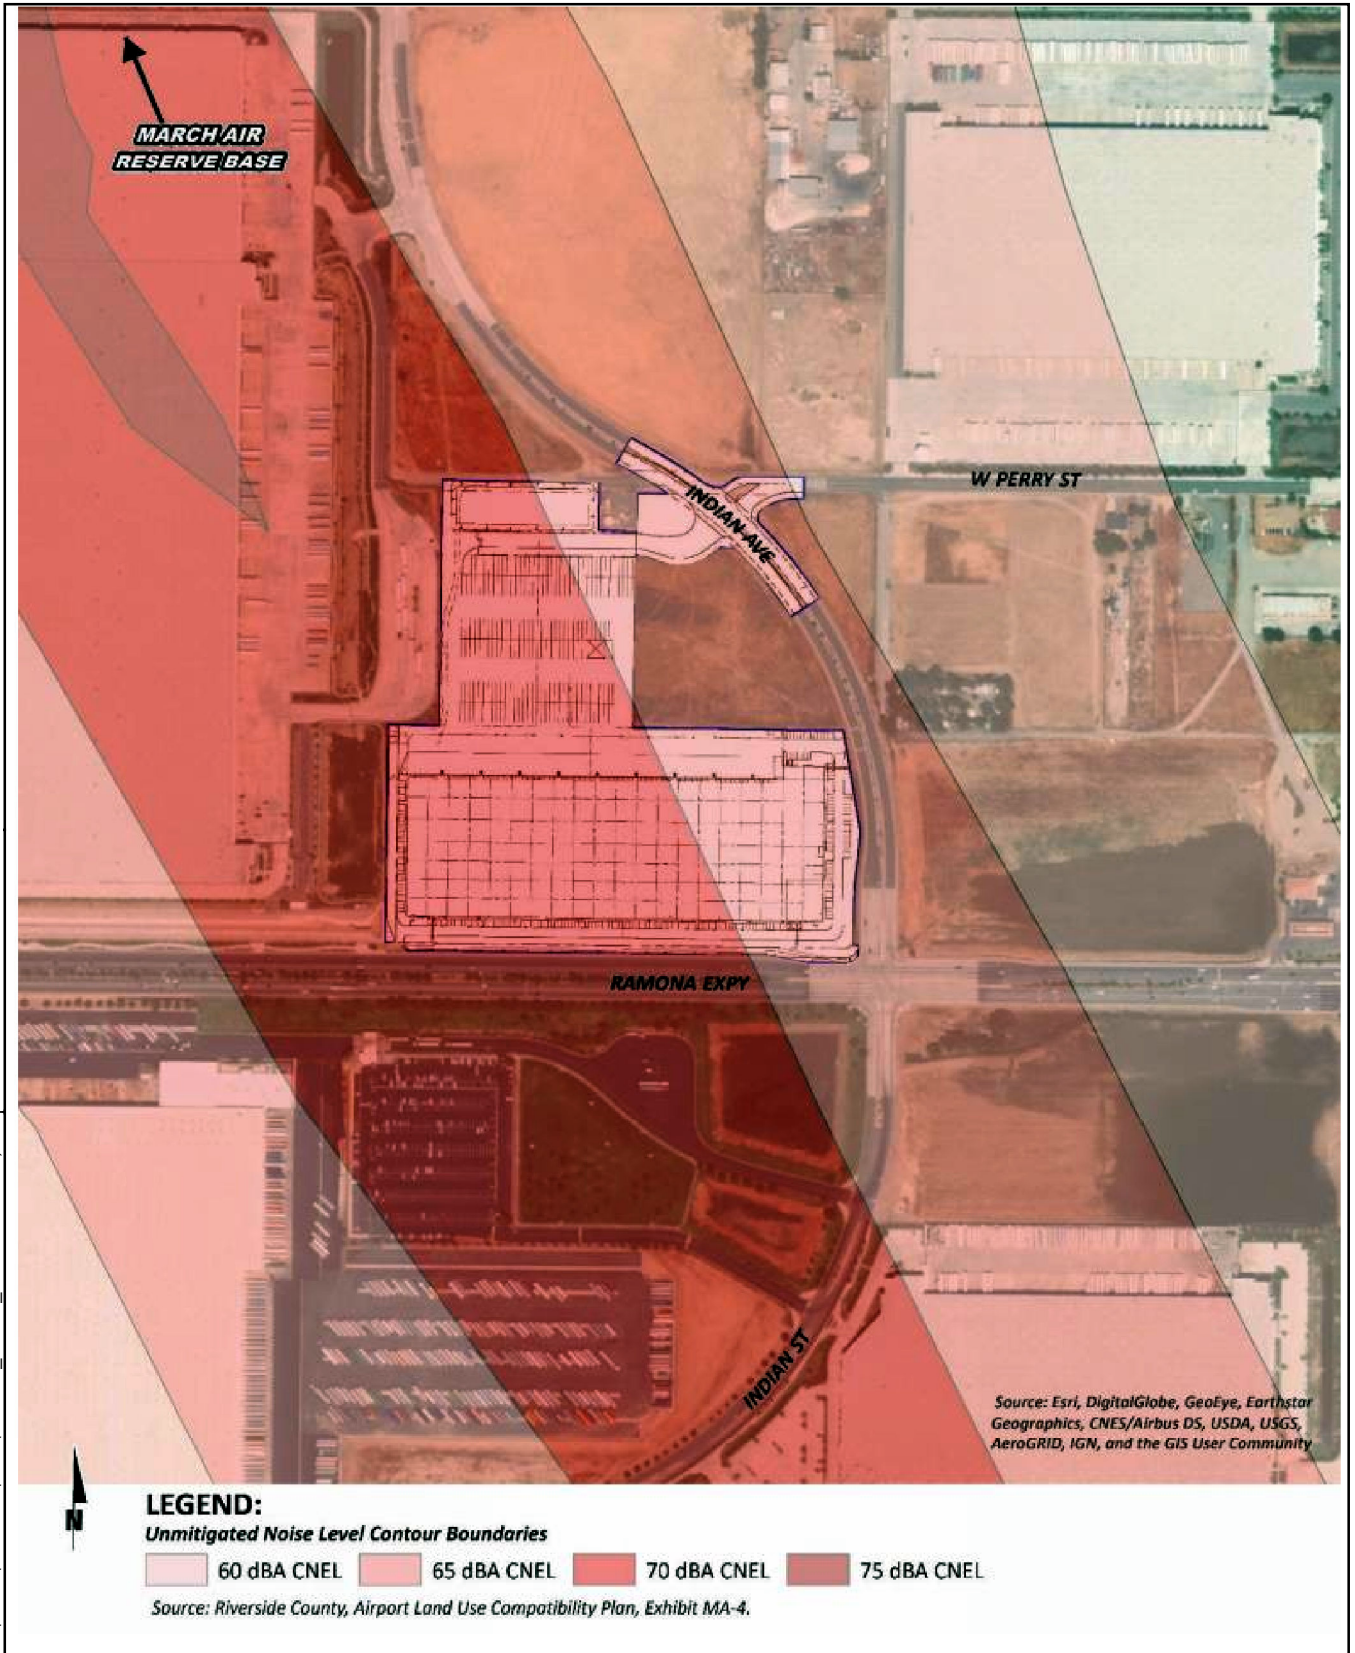 MARCH AIR
RESERVE BASE
W PERRY ST
INDIAN AVE
RAMONA EXPY
INDIAN ST
Source: Esri, DigitalGlobe, GeoEye, Earthstar
Geographics, CNES/Airbus DS, USDA, USGS,
AeroGRID, IGN, and the GIS User Community
N
LEGEND:
Unmitigated Noise Level Contour Boundaries
60 dBA CNEL 65 dBA CNEL 70 dBA CNEL 75 dBA CNEL
Source: Riverside County, Airport Land Use Compatibility Plan, Exhibit MA-4.